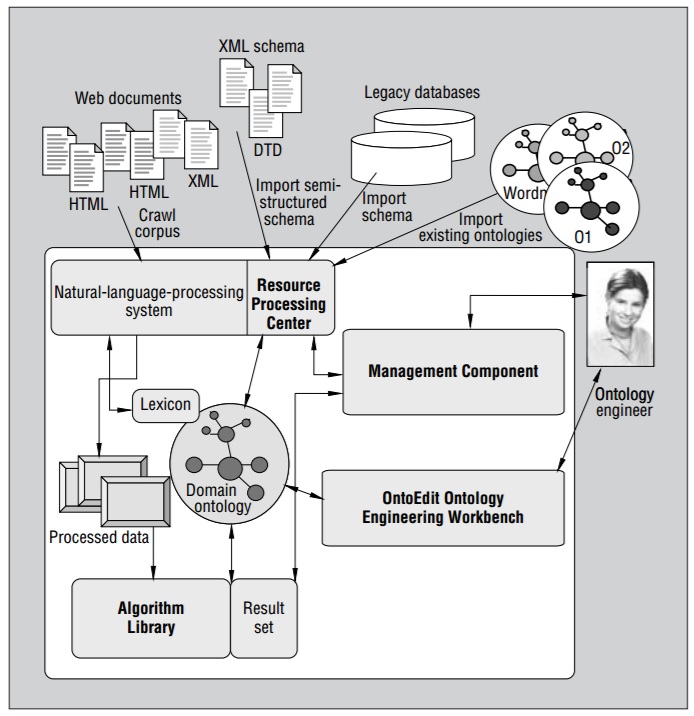 XML schema
Web documents
Legacy databases
DTD
HTML
HTML
XML
O2
Wordn
O1
Crawl
corpus
Import semi-
structured
schema
Import
schema
Import
existing ontologies
Natural-language-processing
system
Resource
Processing
Center
Management Component
Ontology
engineer
Lexicon
Domain
ontology
OntoEdit Ontology
Engineering Workbench
Processed data
Algorithm
Library
Result
set